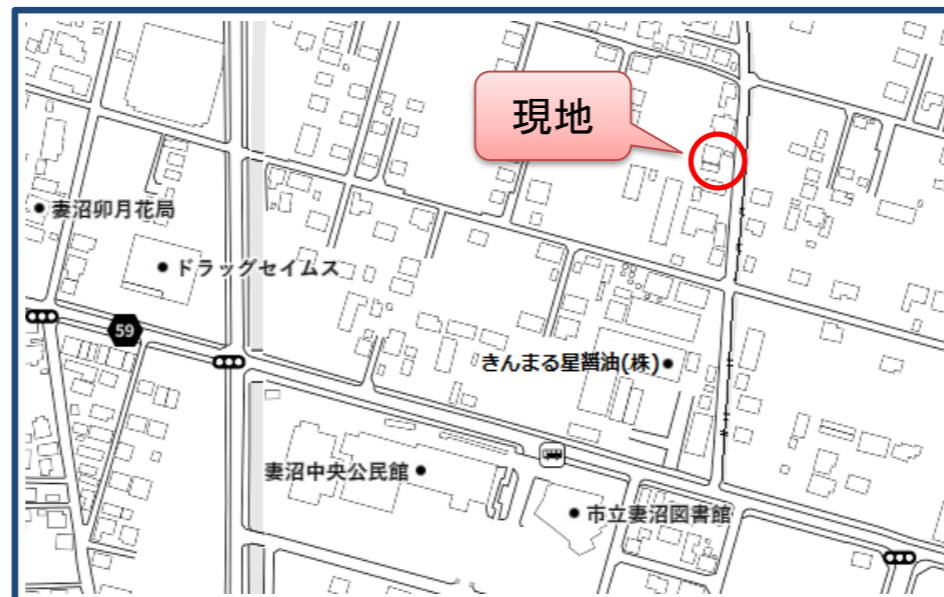 現地
妻沼卯月花局
ドラッグセイムス
59
きんまる星醤油(株)
妻沼中央公民館
市立妻沼図書館